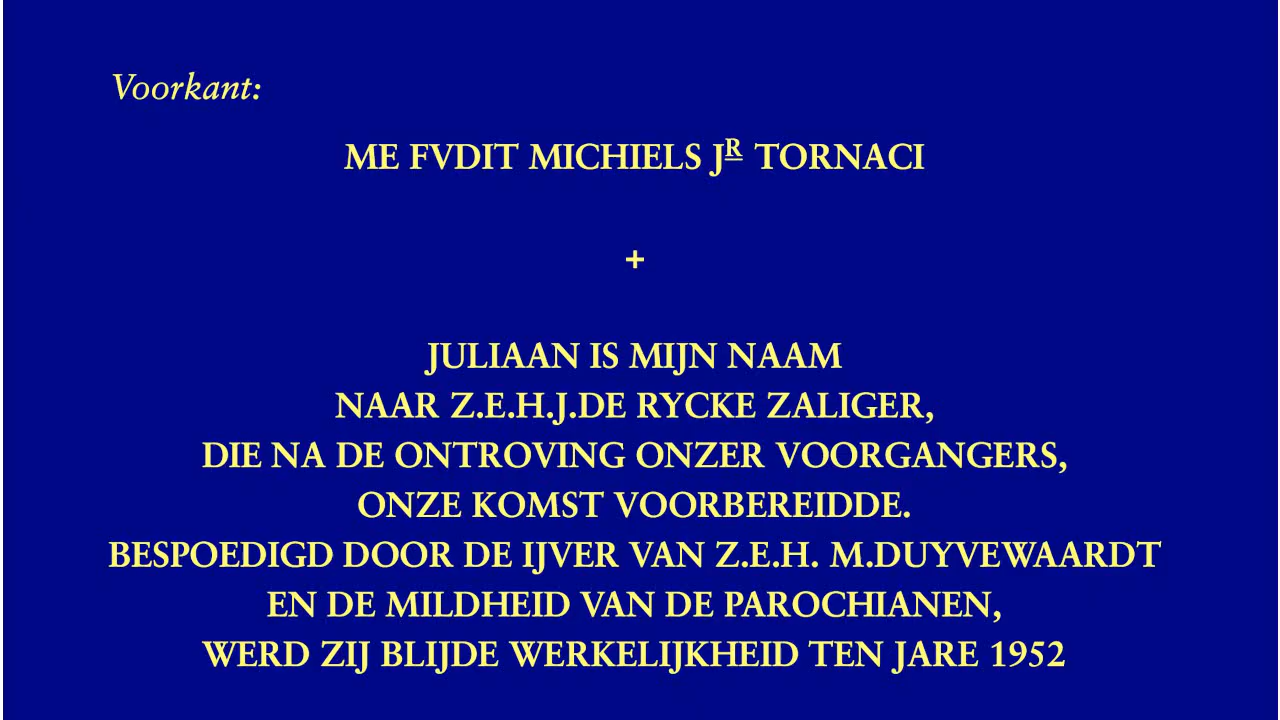 Voorkant:
ME FVDIT MICHIELS JR TORNACI
+
JULIAAN IS MIJN NAAM
NAAR Z.E.H.J.DE RYCKE ZALIGER,
DIE NA DE ONTROVING ONZER VOORGANGERS,
ONZE KOMST VOORBEREIDDE.
BESPOEDIGD DOOR DE IJVER VAN Z.E.H. M.DUYVEWAARDT
EN DE MILDHEID VAN DE PAROCHIANEN,
WERD ZIJ BLIJDE WERKELIJKHEID TEN JARE 1952